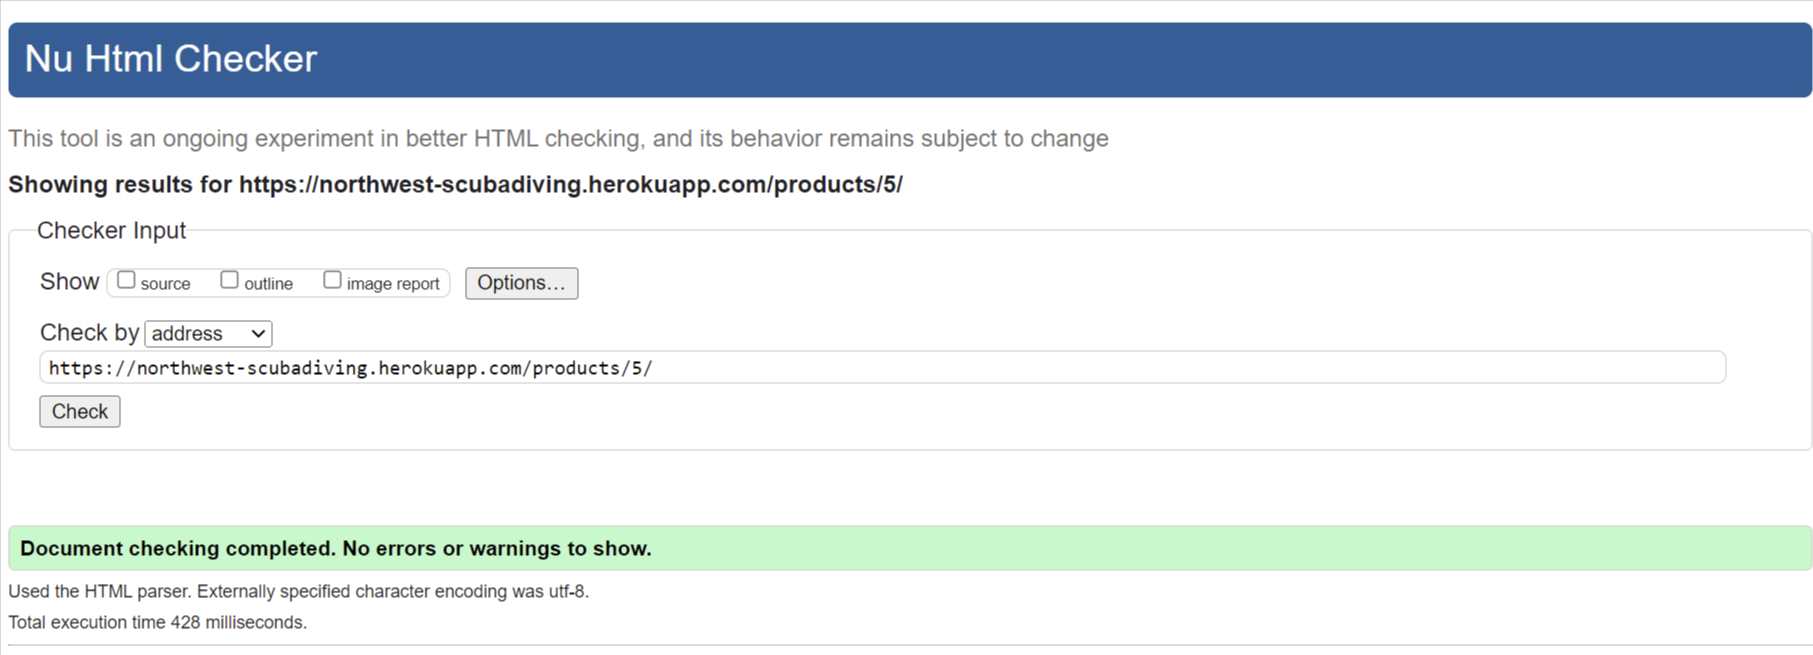 Nu Html Checker
This tool is an ongoing experiment in better HTML checking, and its behavior remains subject to change
Showing results for https://northwest-scubadiving.herokuapp.com/products/5/
Checker Input
Show source outline image report Options...
Check by address
https://northwest-scubadiving.herokuapp.com/products/5/
Check
Document checking completed. No errors or warnings to show.
Used the HTML parser. Externally specified character encoding was utf-8.
Total execution time 428 milliseconds.